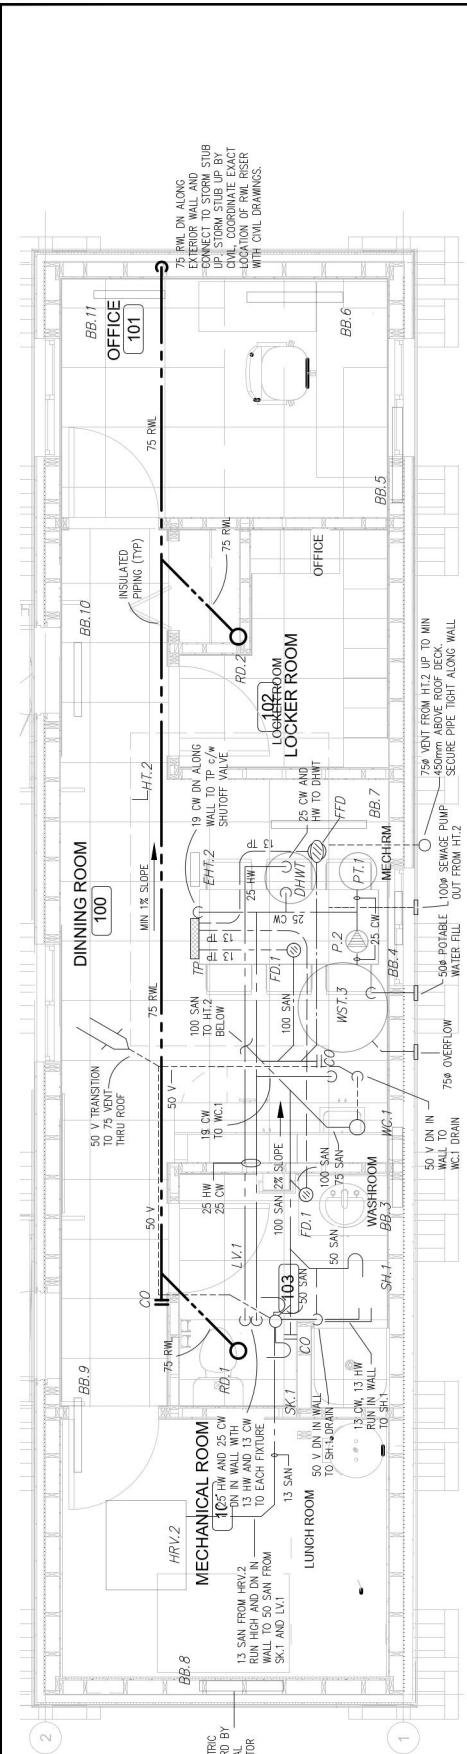 75 RWL DN ALONG
EXTERIOR WALL AND
CONNECT TO STORM STUB
UP. STORM STUB UP BY
CIVIL, COORDINATE EXACT
LOCATION OF RWL RISER
WITH CIVIL DRAWINGS.
BB.11
OFFICE
101
BB.6
BB.5
75 RWL
INSULATED
PIPING (TYP)
75 RWL
OFFICE
BB.10
RD.2
102
LOCKER ROOM
LOCKER ROOM
HT.2
19 CW DN ALONG
WALL TO TP c/w
SHUTOFF VALVE
EHT.2
13 TP
25 HW
25 CW AND
HW TO DHWT
DHWT
FFD
BB.7
PT.1
MECH RM
75ø VENT FROM HT.2 UP TO MIN
450mm ABOVE ROOF DECK.
SECURE PIPE TIGHT ALONG WALL
100ø SEWAGE PUMP
OUT FROM HT.2
DINNING ROOM
100
MIN 1% SLOPE
75 RWL
TP
13 TP
13 TP
25 CW
FD.1
P.2
25 CW
BB.4
WST.3
50ø POTABLE
WATER FILL
75ø OVERFLOW
100 SAN
TO HT.2
BELOW
100 SAN
50 V TRANSITION
TO 75 VENT
THRU ROOF
50 V
19 CW
TO WC.1
CO
WC.1
50 V DN IN
WALL TO
WC.1 DRAIN
25 HW
25 CW
100 SAN 2% SLOPE
100 SAN
75 SAN
FD.1
WASHROOM
BB.3
50 V
LV.1
50 SAN
SH.1
CO
103
50 SAN
CO
75 RWL
RD.1
SK.1
50 V DN IN WALL
TO SH.1 DRAIN
13 CW, 13 HW
RUN IN WALL
TO SH.1
BB.9
MECHANICAL ROOM
25 HW AND 25 CW
DN IN WALL WITH
13 HW AND 13 CW
TO EACH FIXTURE
13 SAN
LUNCH ROOM
HRV.2
13 SAN FROM HRV.2
RUN HIGH AND DN IN
WALL TO 50 SAN FROM
SK.1 AND LV.1
BB.8
2
1